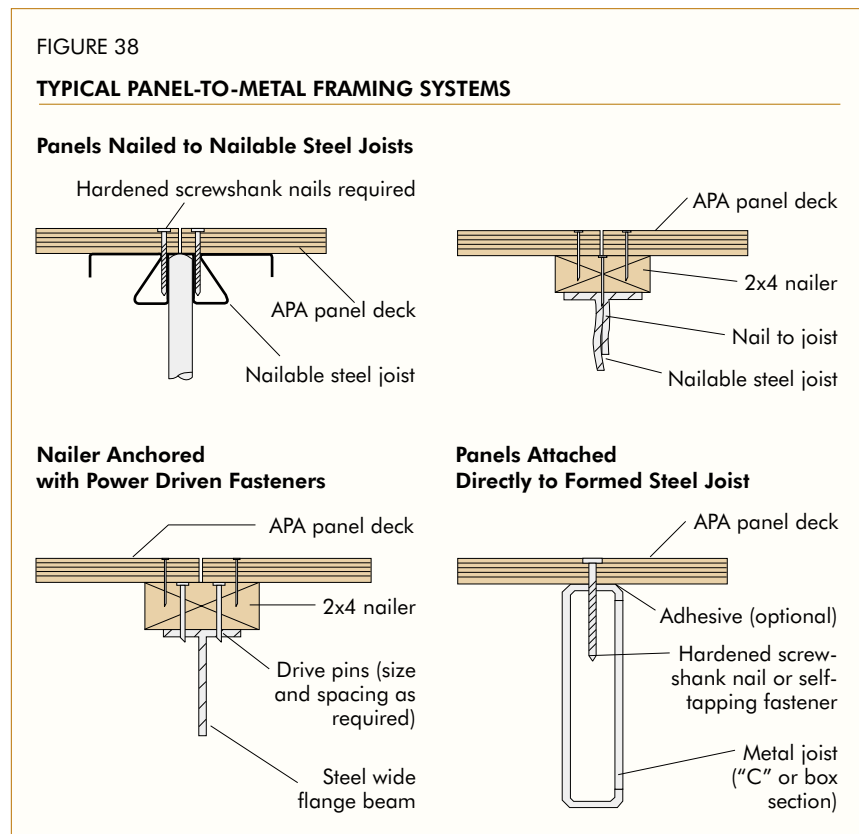 FIGURE 38
TYPICAL PANEL-TO-METAL FRAMING SYSTEMS
Panels Nailed to Nailable Steel Joists
Hardened screwshank nails required
APA panel deck
Nailable steel joist
APA panel deck
2x4 nailer
Nail to joist
Nailable steel joist
Nailer Anchored
with Power Driven Fasteners
APA panel deck
2x4 nailer
Drive pins (size
and spacing as
required)
Steel wide
flange beam
Panels Attached
Directly to Formed Steel Joist
APA panel deck
Adhesive (optional)
Hardened screw-
shank nail or self-
tapping fastener
Metal joist
(“C” or box
section)